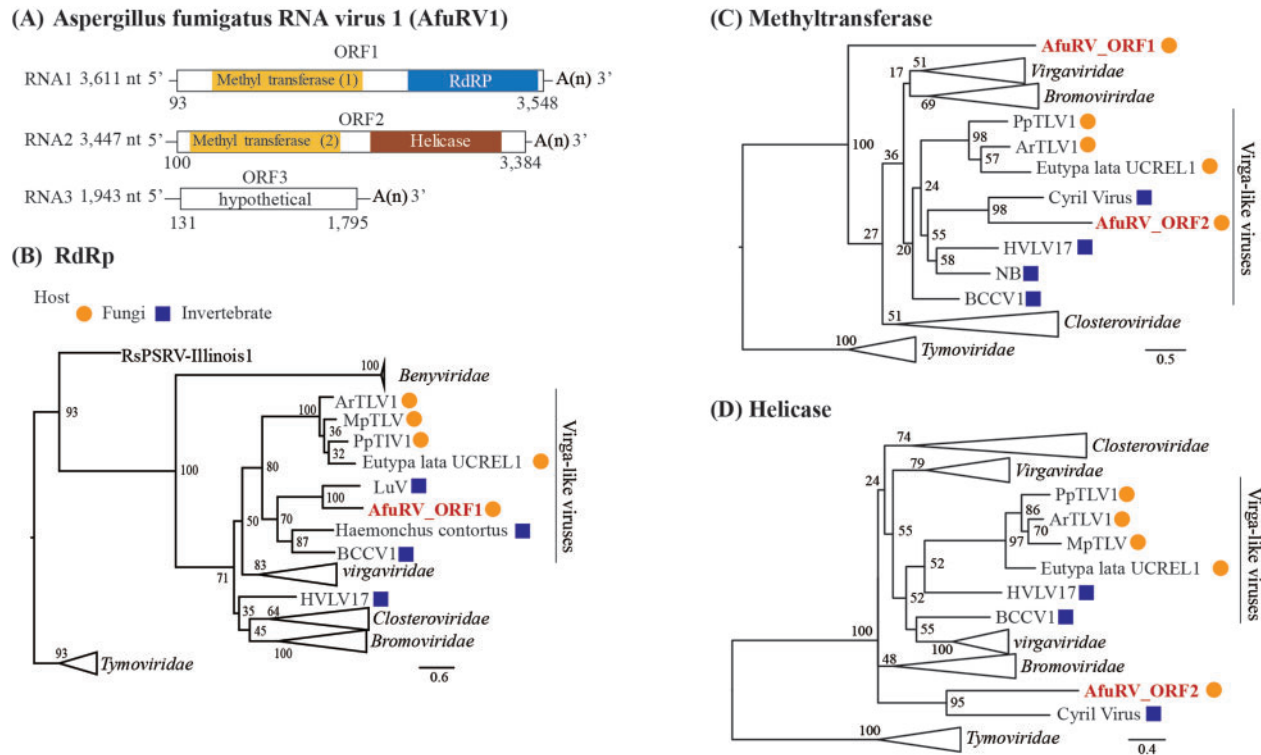 (A) Aspergillus fumigatus RNA virus 1 (AfuRV1)
ORF1
RNA1 3,611 nt 5' Methyl transferase (1) RdRP A(n) 3'
93 3,548
ORF2
RNA2 3,447 nt 5' Methyl transferase (2) Helicase A(n) 3'
100 3,384
ORF3
RNA3 1,943 nt 5' hypothetical A(n) 3'
131 1,795
(B) RdRp
Host
Fungi Invertebrate
RsPSRV-Illinois1
93
100 Benyviridae
100
ArTLV1
100
MpTLV
36
PpTlV1
32
Eutypa lata UCREL1
80
LuV
100
AfuRV_ORF1
50
70
Haemonchus contortus
87
BCCV1
83 virgaviridae
71
HVLV17
35 64 Closteroviridae
45
100 Bromoviridae
93 Tymoviridae
Virga-like viruses
0.6
(C) Methyltransferase
AfuRV_ORF1
51 Virgaviridae
17
69 Bromovirirdae
PpTLV1
98
ArTLV1
57
Eutypa lata UCREL1
100
36
24
Cyril Virus
98
AfuRV_ORF2
27
55
20
HVLV17
58
NB
BCCV1
51 Closteroviridae
100 Tymoviridae
Virga-like viruses
0.5
(D) Helicase
74 Closteroviridae
79 Virgavirdae
24
PpTLV1
86
ArTLV1
70
55
97 MpTLV
Eutypa lata UCREL1
52
HVLV17
52
BCCV1
55
100 virgaviridae
100
48 Bromoviridae
AfuRV_ORF2
95
Cyril Virus
100 Tymoviridae
Virga-like viruses
0.4